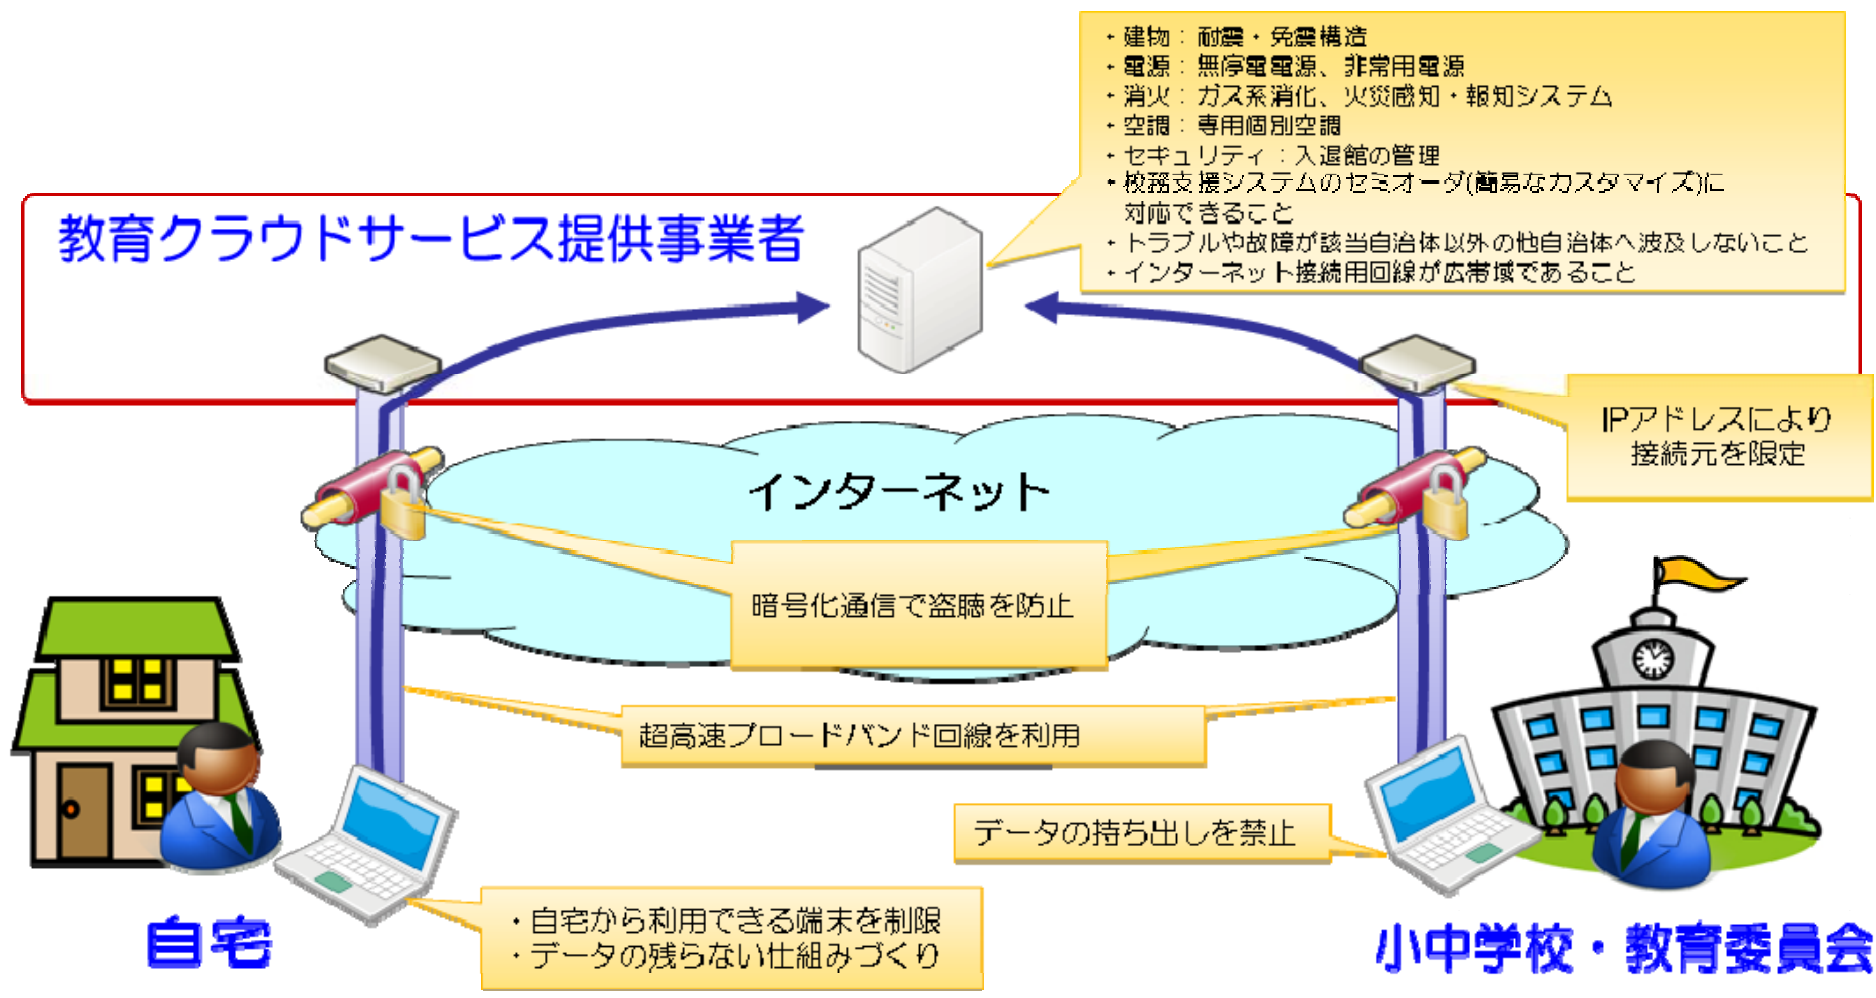 ・建物：耐震・免震構造
・電源：無停電電源、非常用電源
・消火：ガス系消化、火災感知・報知システム
・空調：専用個別空調
・セキュリティ：入退館の管理
・校務支援システムのセミオーダ(簡易なカスタマイズ)に
対応できること
・トラブルや故障が該当自治体以外の他自治体へ波及しないこと
・インターネット接続用回線が広帯域であること
教育クラウドサービス提供事業者
IPアドレスにより
接続元を限定
インターネット
暗号化通信で盗聴を防止
超高速ブロードバンド回線を利用
データの持ち出しを禁止
・自宅から利用できる端末を制限
・データの残らない仕組みづくり
自宅
小中学校・教育委員会